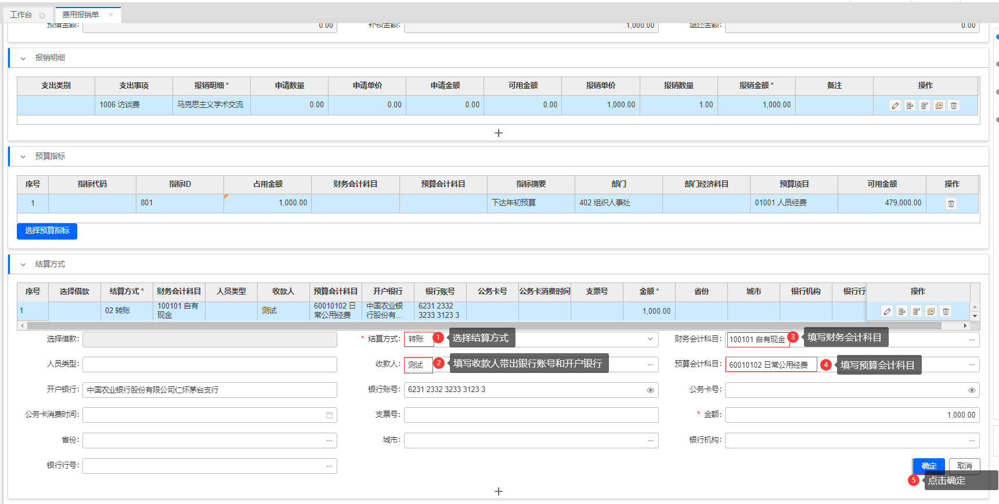 工作台
费用报销单
预借金额:
0.00
补领金额:
1,000.00
退还金额:
0.00
报销明细
支出类别 支出事项 报销明细 * 申请数量 申请单价 申请金额 可用金额 报销单价 报销数量 报销金额 * 备注 操作
1006 访谈费 马克思主义学术交流 0.00 0.00 0.00 0.00 1,000.00 1.00 1,000.00
预算指标
序号 指标代码 指标ID 占用金额 财务会计科目 预算会计科目 指标摘要 部门 部门经济科目 预算项目 可用金额 操作
1 801 1,000.00 下达年初预算 402 组织人事处 01001 人员经费 479,000.00
选择预算指标
结算方式
序号 选择借款 结算方式 * 财务会计科目 人员类型 收款人 预算会计科目 开户银行 银行账号 公务卡号 公务卡消费时间 支票号 金额 * 省份 城市 银行机构 银行行 操作
1 02 转账 100101 自有 测试 60010102 日 中国农业银 6231 2332 1,000.00
现金 常公用经费 行股份有... 3233 3123 3
选择借款:
* 结算方式: 转账
1 选择结算方式
财务会计科目: 100101 自有现金
3 填写财务会计科目
人员类型:
收款人: 测试
2 填写收款人带出银行账号和开户银行
预算会计科目: 60010102 日常公用经费
4 填写预算会计科目
开户银行: 中国农业银行股份有限公司仁怀茅台支行
银行账号: 6231 2332 3233 3123 3
公务卡号:
公务卡消费时间:
支票号:
* 金额: 1,000.00
省份:
城市:
银行机构:
银行行号:
确定
取消
5 点击确定